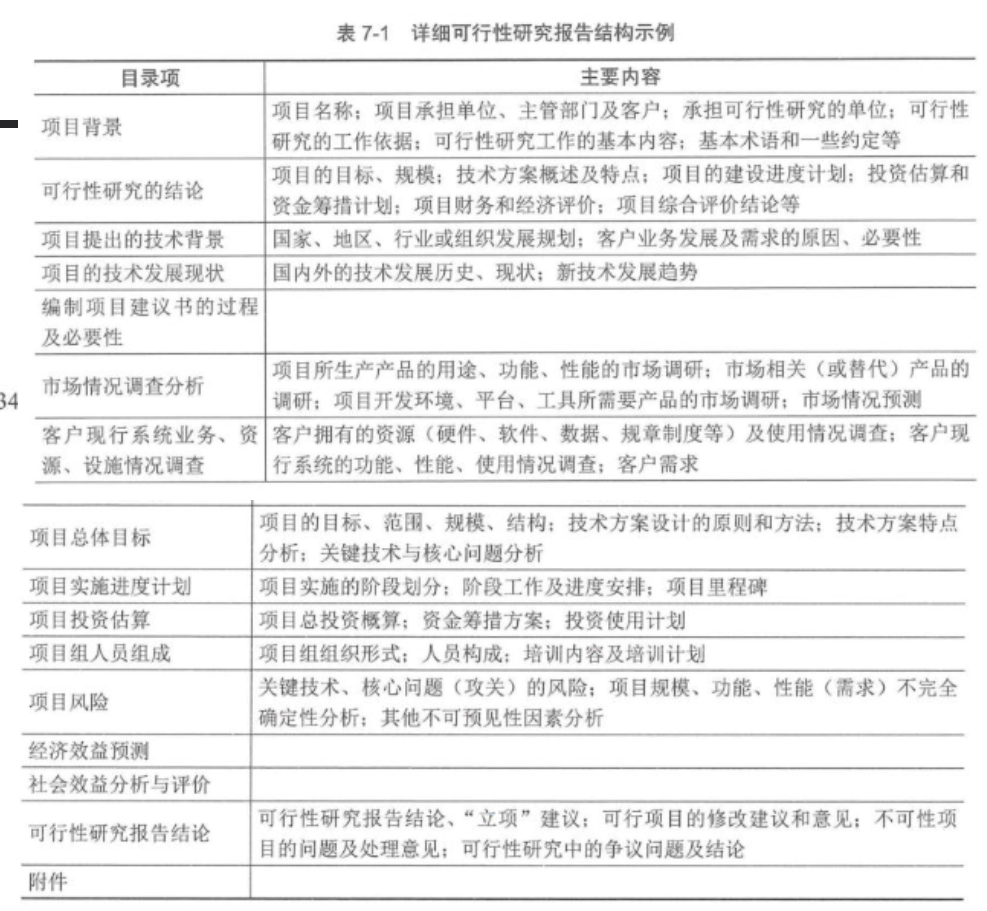 表 7-1 详细可行性研究报告结构示例
目录项 主要内容
项目背景
项目名称；项目承担单位、主管部门及客户；承担可行性研究的单位；可行性
研究的工作依据；可行性研究工作的基本内容；基本术语和一些约定等
可行性研究的结论
项目的目标、规模；技术方案概述及特点；项目的建设进度计划；投资估算和
资金筹措计划；项目财务和经济评价；项目综合评价结论等
项目提出的技术背景 国家、地区、行业或组织发展规划；客户业务发展及需求的原因、必要性
项目的技术发展现状 国内外的技术发展历史、现状；新技术发展趋势
编制项目建议书的过程
及必要性
34
市场情况调查分析
项目所生产产品的用途、功能、性能的市场调研；市场相关（或替代）产品的
调研；项目开发环境、平台、工具所需要产品的市场调研；市场情况预测
客户现行系统业务、资
源、设施情况调查
客户拥有的资源（硬件、软件、数据、规章制度等）及使用情况调查；客户现
行系统的功能、性能、使用情况调查；客户需求
项目总体目标
项目的目标、范围、规模、结构；技术方案设计的原则和方法；技术方案特点
分析；关键技术与核心问题分析
项目实施进度计划 项目实施的阶段划分；阶段工作及进度安排；项目里程碑
项目投资估算 项目总投资概算；资金筹措方案；投资使用计划
项目组人员组成 项目组组织形式；人员构成；培训内容及培训计划
项目风险
关键技术、核心问题（攻关）的风险；项目规模、功能、性能（需求）不完全
确定性分析；其他不可预见性因素分析
经济效益预测
社会效益分析与评价
可行性研究报告结论
可行性研究报告结论、“立项”建议；可行项目的修改建议和意见；不可性项
目的问题及处理意见；可行性研究中的争议问题及结论
附件